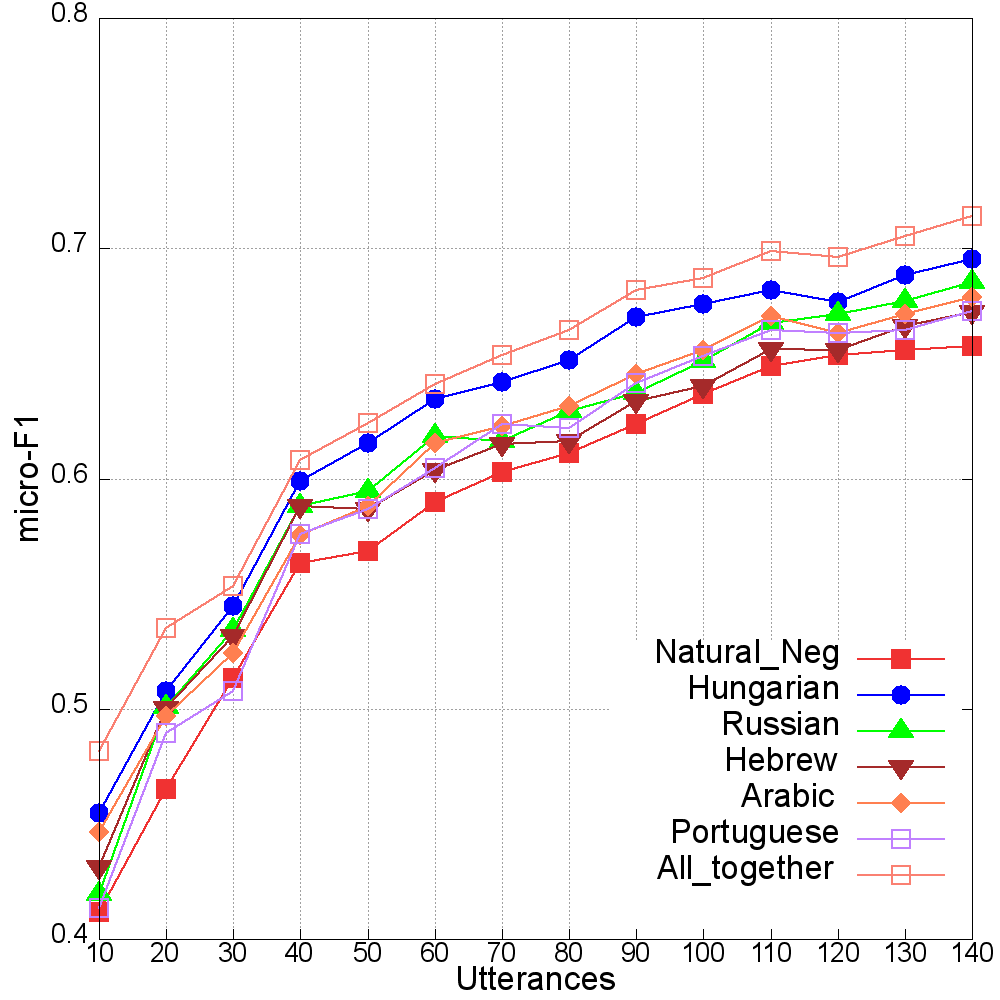 0.8
0.7
0.6
0.5
0.4
micro-F1
Natural_Neg
Hungarian
Russian
Hebrew
Arabic
Portuguese
All_together
10 20 30 40 50 60 70 80 90 100 110 120 130 140
Utterances